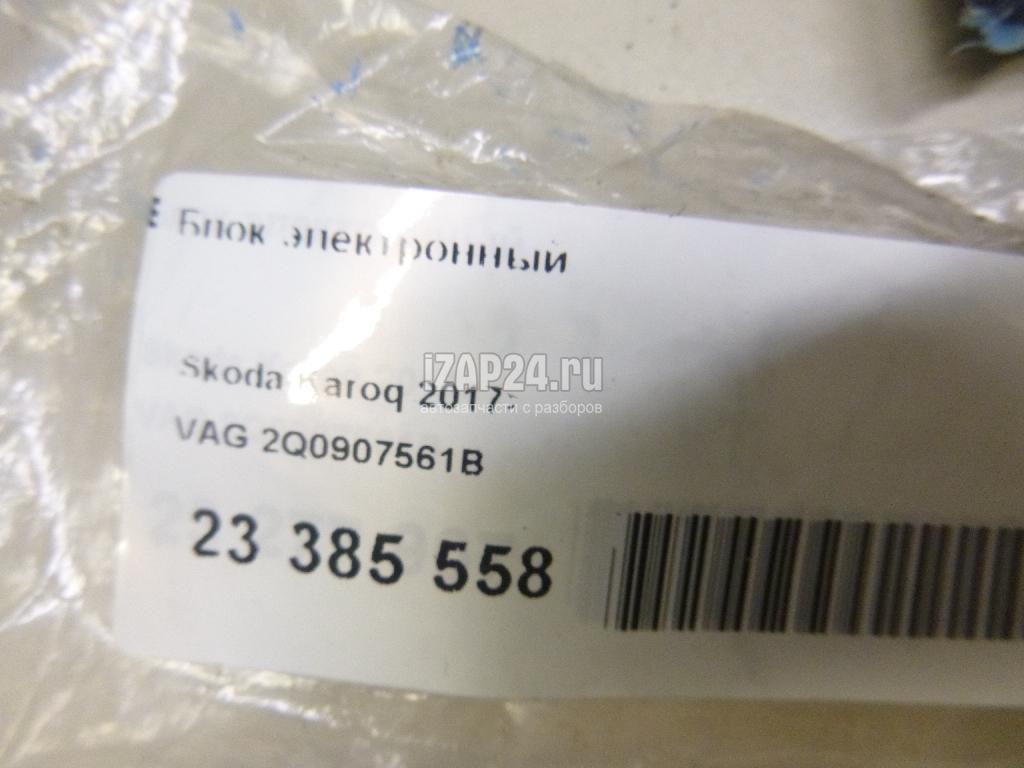 Блок электронный
Skoda Karoq 2017-
iZAP24.ru
автозапчасти с разборов
VAG 2Q0907561B
23 385 558